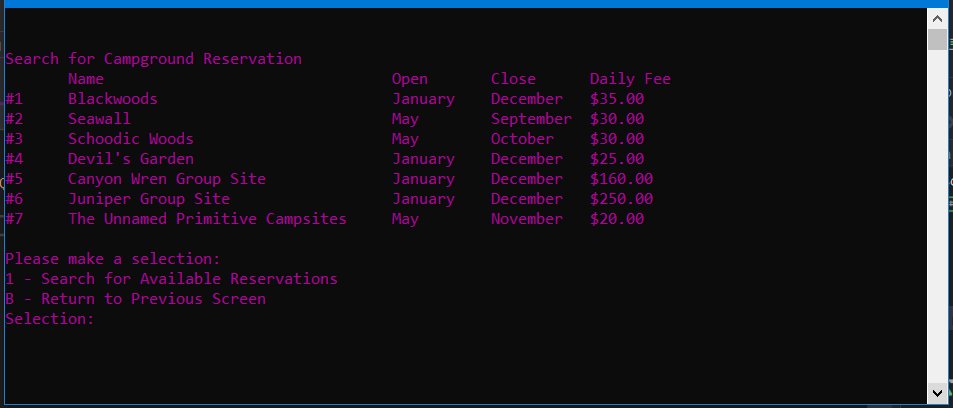 Search for Campground Reservation
Name Open Close Daily Fee
#1 Blackwoods January December $35.00
#2 Seawall May September $30.00
#3 Schoodic Woods May October $30.00
#4 Devil's Garden January December $25.00
#5 Canyon Wren Group Site January December $160.00
#6 Juniper Group Site January December $250.00
#7 The Unnamed Primitive Campsites May November $20.00
Please make a selection:
1 - Search for Available Reservations
B - Return to Previous Screen
Selection: